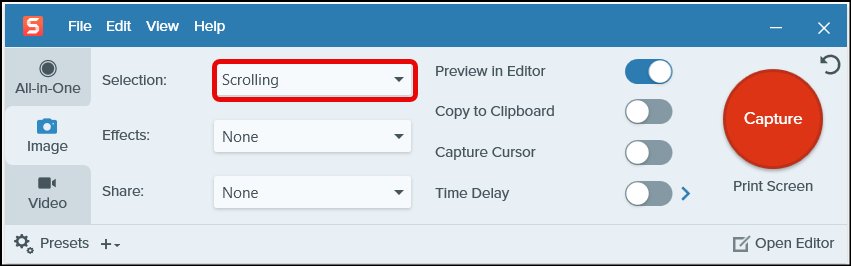 S File Edit View Help
All-in-One
Image
Video
Selection: Scrolling
Effects: None
Share: None
Preview in Editor
Copy to Clipboard
Capture Cursor
Time Delay
Capture
Print Screen
Presets
Open Editor